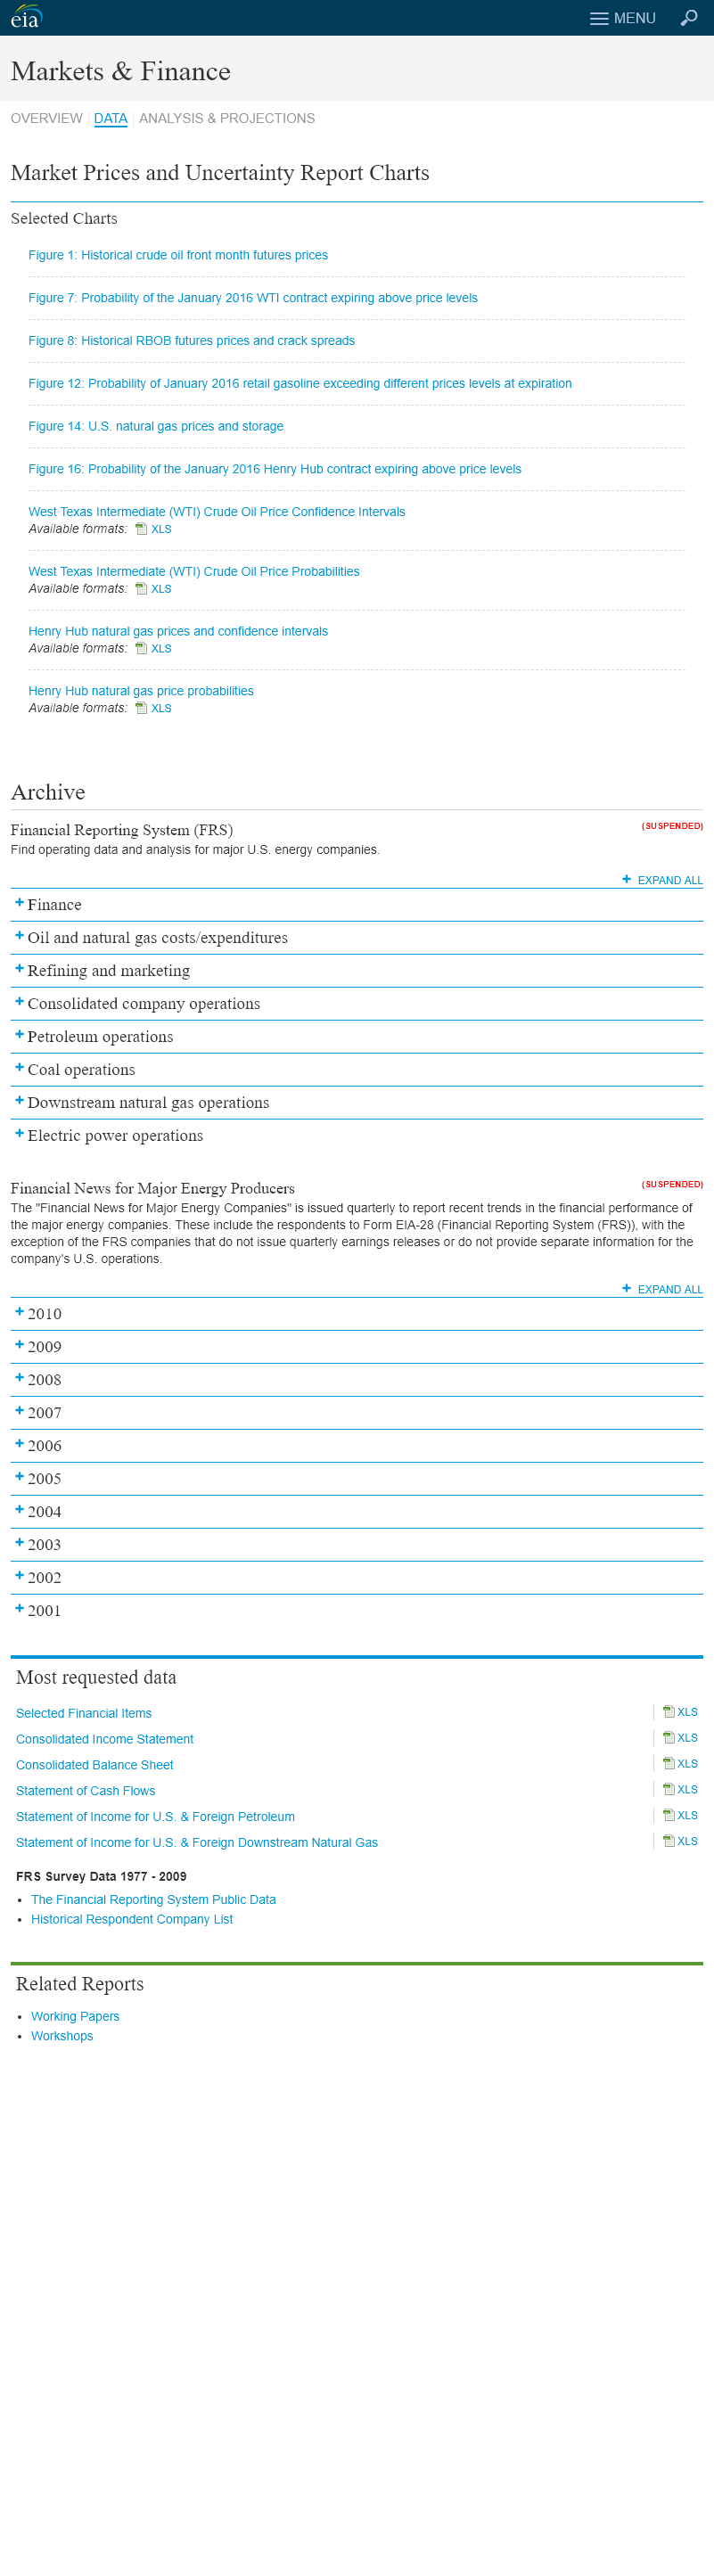 eia
MENU
Markets & Finance
OVERVIEW DATA ANALYSIS & PROJECTIONS
Market Prices and Uncertainty Report Charts
Selected Charts
Figure 1: Historical crude oil front month futures prices
Figure 7: Probability of the January 2016 WTI contract expiring above price levels
Figure 8: Historical RBOB futures prices and crack spreads
Figure 12: Probability of January 2016 retail gasoline exceeding different prices levels at expiration
Figure 14: U.S. natural gas prices and storage
Figure 16: Probability of the January 2016 Henry Hub contract expiring above price levels
West Texas Intermediate (WTI) Crude Oil Price Confidence Intervals
Available formats: XLS
West Texas Intermediate (WTI) Crude Oil Price Probabilities
Available formats: XLS
Henry Hub natural gas prices and confidence intervals
Available formats: XLS
Henry Hub natural gas price probabilities
Available formats: XLS
Archive
Financial Reporting System (FRS) (SUSPENDED)
Find operating data and analysis for major U.S. energy companies.
+ EXPAND ALL
+ Finance
+ Oil and natural gas costs/expenditures
+ Refining and marketing
+ Consolidated company operations
+ Petroleum operations
+ Coal operations
+ Downstream natural gas operations
+ Electric power operations
Financial News for Major Energy Producers (SUSPENDED)
The "Financial News for Major Energy Companies" is issued quarterly to report recent trends in the financial performance of
the major energy companies. These include the respondents to Form EIA-28 (Financial Reporting System (FRS)), with the
exception of the FRS companies that do not issue quarterly earnings releases or do not provide separate information for the
company's U.S. operations.
+ EXPAND ALL
+ 2010
+ 2009
+ 2008
+ 2007
+ 2006
+ 2005
+ 2004
+ 2003
+ 2002
+ 2001
Most requested data
Selected Financial Items XLS
Consolidated Income Statement XLS
Consolidated Balance Sheet XLS
Statement of Cash Flows XLS
Statement of Income for U.S. & Foreign Petroleum XLS
Statement of Income for U.S. & Foreign Downstream Natural Gas XLS
FRS Survey Data 1977 - 2009
• The Financial Reporting System Public Data
• Historical Respondent Company List
Related Reports
• Working Papers
• Workshops